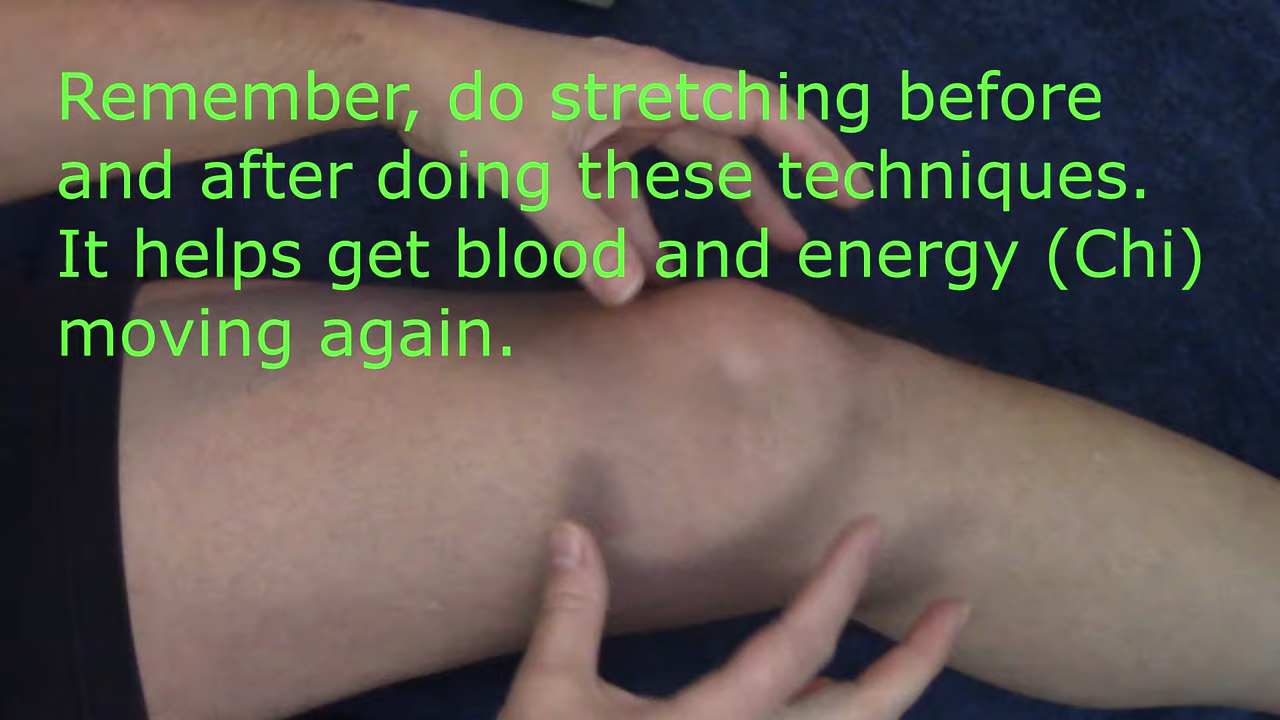 Remember, do stretching before
and after doing these techniques.
It helps get blood and energy (Chi)
moving again.